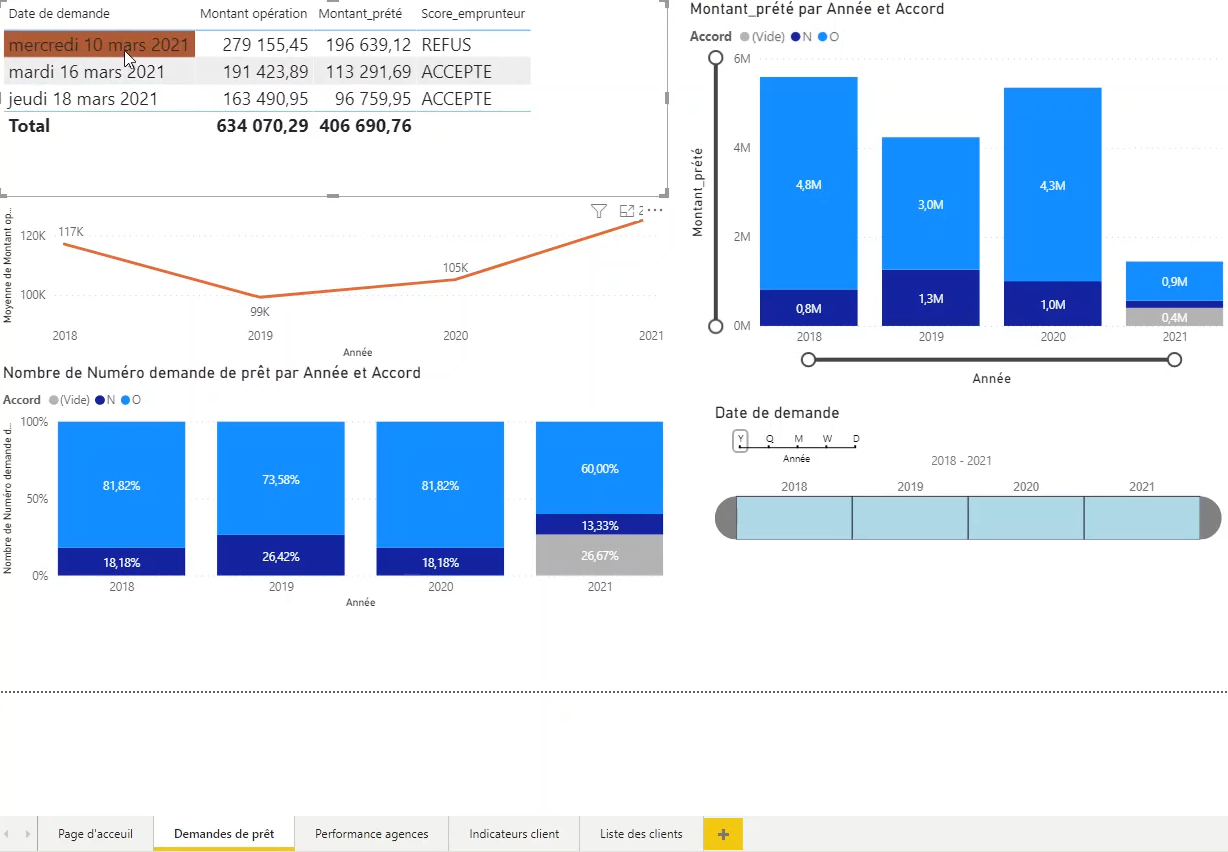 Date de demande Montant opération Montant_prêté Score_emprunteur
mercredi 10 mars 2021 279 155,45 196 639,12 REFUS
mardi 16 mars 2021 191 423,89 113 291,69 ACCEPTE
jeudi 18 mars 2021 163 490,95 96 759,95 ACCEPTE
Total 634 070,29 406 690,76
Moyenne de Montant op...
120K
100K
117K
99K
105K
2
2018 2019 2020 2021
Année
Nombre de Numéro demande de prêt par Année et Accord
Accord (Vide) N O
Nombre de Numéro demande d...
100%
50%
0%
81,82% 73,58% 81,82% 60,00%
13,33%
18,18% 26,42% 18,18% 26,67%
2018 2019 2020 2021
Année
Montant_prêté par Année et Accord
Accord (Vide) N O
Montant_prêté
6M
4M
2M
0M
4,8M 3,0M 4,3M 0,9M
0,8M 1,3M 1,0M 0,4M
2018 2019 2020 2021
Année
Date de demande
Y Q M W D
Année
2018 - 2021
2018 2019 2020 2021
Page d'acceuil Demandes de prêt Performance agences Indicateurs client Liste des clients +